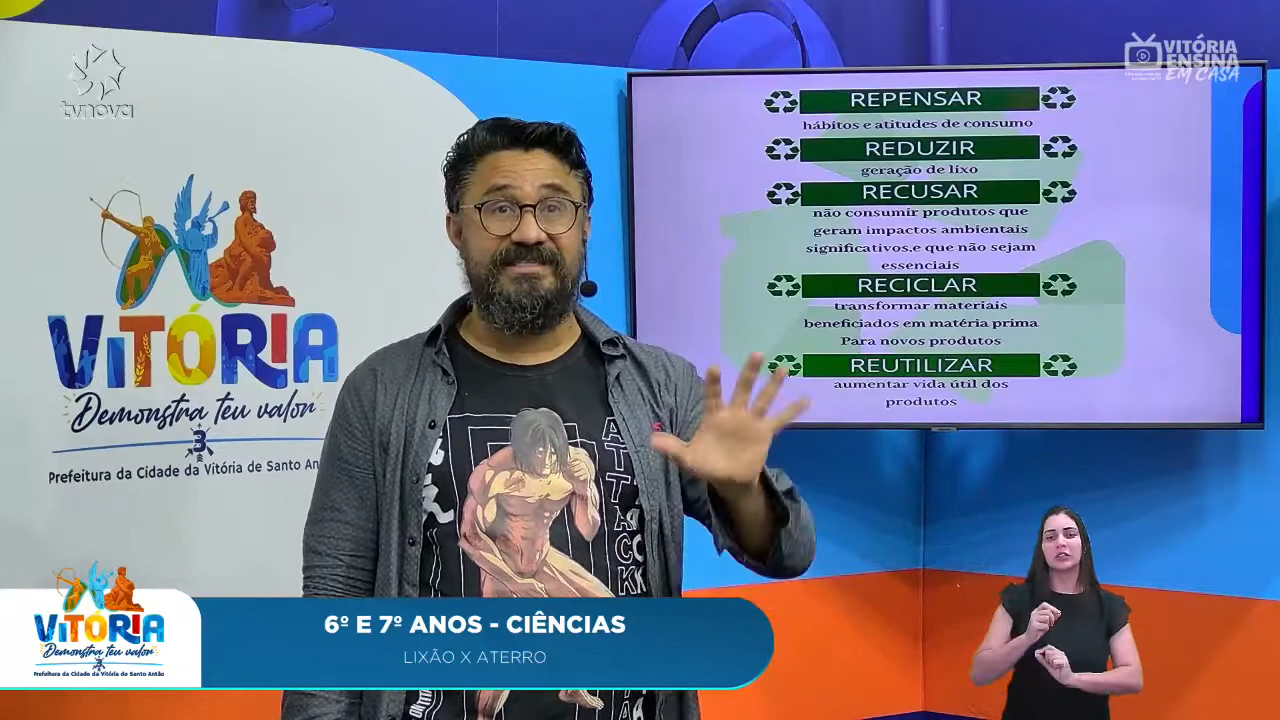 tvnova
VITÓRIA
ENSINA
EM CASA
REPENSAR
hábitos e atitudes de consumo
REDUZIR
geração de lixo
RECUSAR
não consumir produtos que
geram impactos ambientais
significativos.e que não sejam
essenciais
RECICLAR
transformar materiais
beneficiados em matéria prima
Para novos produtos
REUTILIZAR
aumentar vida útil dos
produtos
VITÓRIA
Demonstra teu valor
3
Prefeitura da Cidade da Vitória de Santo An
ATTACK
VITÓRIA
Demonstra teu valor
3
Prefeitura da Cidade da Vitória de Santo Antão
6º E 7º ANOS - CIÊNCIAS
LIXÃO X ATERRO